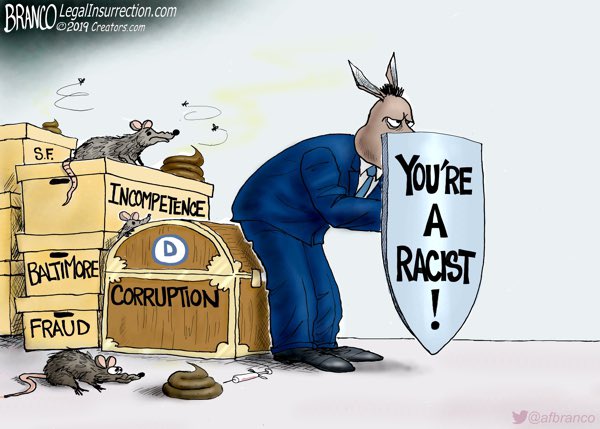 BRANCO
LegalInsurrection.com
©2019 Creators.com
S.F.
INCOMPETENCE
BALTIMORE
D
CORRUPTION
FRAUD
YOU'RE
A
RACIST
!
@afbranco